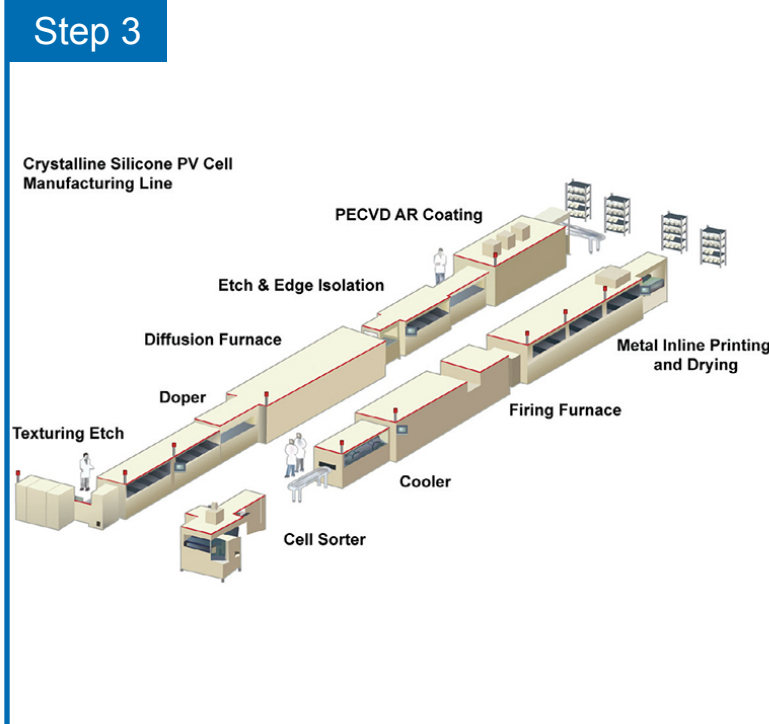 Step 3
Crystalline Silicone PV Cell
Manufacturing Line
PECVD AR Coating
Etch & Edge Isolation
Diffusion Furnace
Doper
Texturing Etch
Metal Inline Printing
and Drying
Firing Furnace
Cooler
Cell Sorter